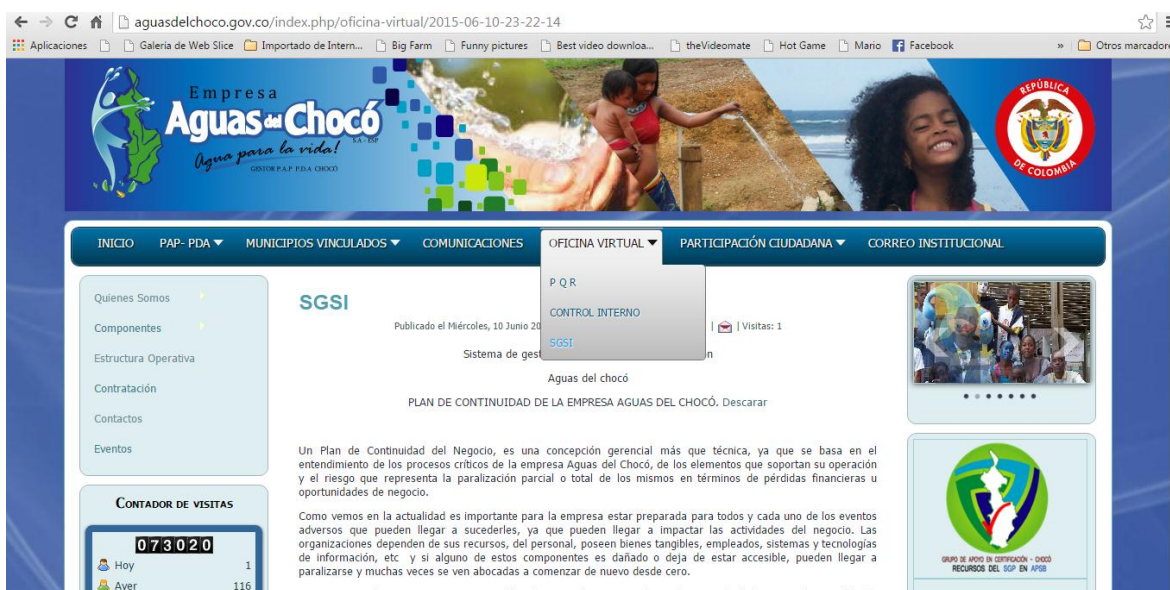 aguasdelchoco.gov.co/index.php/oficina-virtual/2015-06-10-23-22-14
Aplicaciones Galería de Web Slice Importado de Intern... Big Farm Funny pictures Best video downloa... theVideomate Hot Game Mario Facebook » Otros marcadore
Empresa
Aguas del Chocó
S.A - ESP
Agua para la vida!
GESTOR P.A.P P.D.A CHOCÓ
REPÚBLICA
DE COLOMBIA
INICIO PAP- PDA MUNICIPIOS VINCULADOS COMUNICACIONES OFICINA VIRTUAL PARTICIPACIÓN CIUDADANA CORREO INSTITUCIONAL
P Q R
CONTROL INTERNO
SGSI
Quienes Somos
Componentes
Estructura Operativa
Contratación
Contactos
Eventos
CONTADOR DE VISITAS
073020
Hoy 1
Ayer 116
SGSI
Publicado el Miércoles, 10 Junio 20 | | Visitas: 1
Sistema de gest n
Aguas del chocó
PLAN DE CONTINUIDAD DE LA EMPRESA AGUAS DEL CHOCÓ. Descarar
Un Plan de Continuidad del Negocio, es una concepción gerencial más que técnica, ya que se basa en el
entendimiento de los procesos críticos de la empresa Aguas del Chocó, de los elementos que soportan su operación
y el riesgo que representa la paralización parcial o total de los mismos en términos de pérdidas financieras u
oportunidades de negocio.
Como vemos en la actualidad es importante para la empresa estar preparada para todos y cada uno de los eventos
adversos que pueden llegar a sucederles, ya que pueden llegar a impactar las actividades del negocio. Las
organizaciones dependen de sus recursos, del personal, poseen bienes tangibles, empleados, sistemas y tecnologías
de información, etc y si alguno de estos componentes es dañado o deja de estar accesible, pueden llegar a
paralizarse y muchas veces se ven abocadas a comenzar de nuevo desde cero.
GRUPO DE APOYO EN CERTIFICACIÓN - CHOCÓ
RECURSOS DEL SGP EN APSB